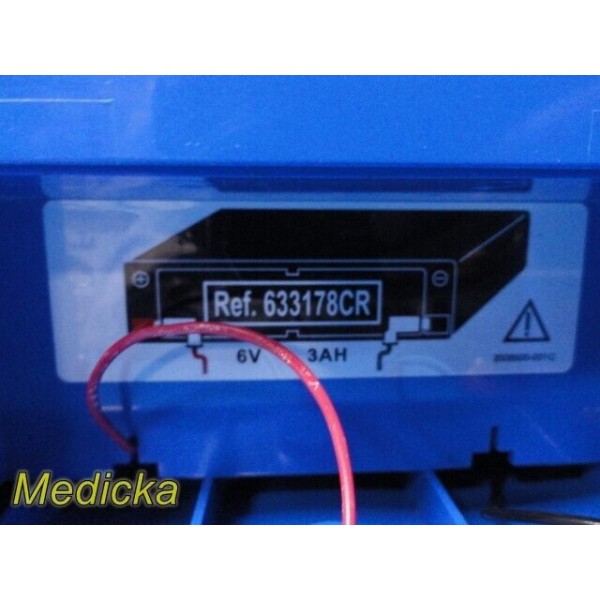 Ref. 633178CR
6V 3AH
Medicka